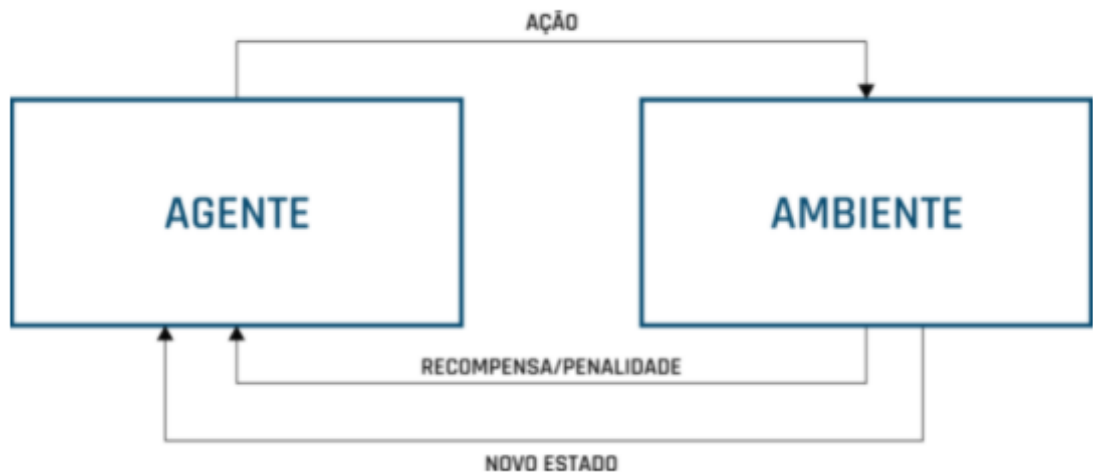 AÇÃO
AGENTE
AMBIENTE
RECOMPENSA/PENALIDADE
NOVO ESTADO